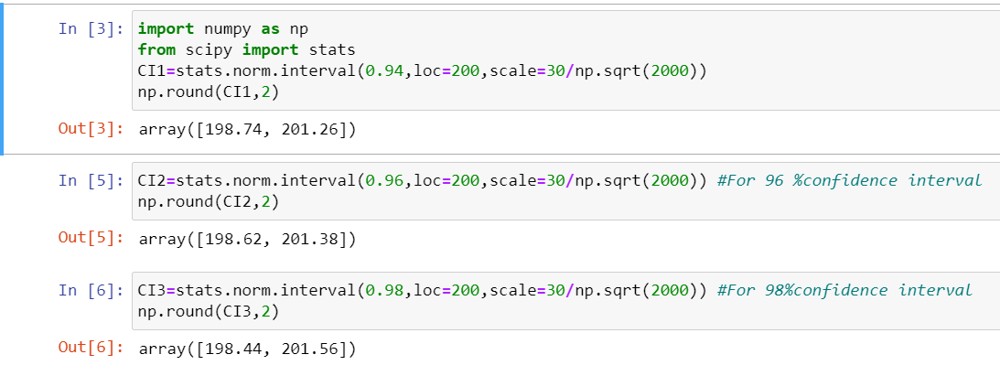 In [3]: import numpy as np
from scipy import stats
CI1=stats.norm.interval(0.94,loc=200,scale=30/np.sqrt(2000))
np.round(CI1,2)
Out[3]: array([198.74, 201.26])
In [5]: CI2=stats.norm.interval(0.96,loc=200,scale=30/np.sqrt(2000)) #For 96 %confidence interval
np.round(CI2,2)
Out[5]: array([198.62, 201.38])
In [6]: CI3=stats.norm.interval(0.98,loc=200,scale=30/np.sqrt(2000)) #For 98%confidence interval
np.round(CI3,2)
Out[6]: array([198.44, 201.56])